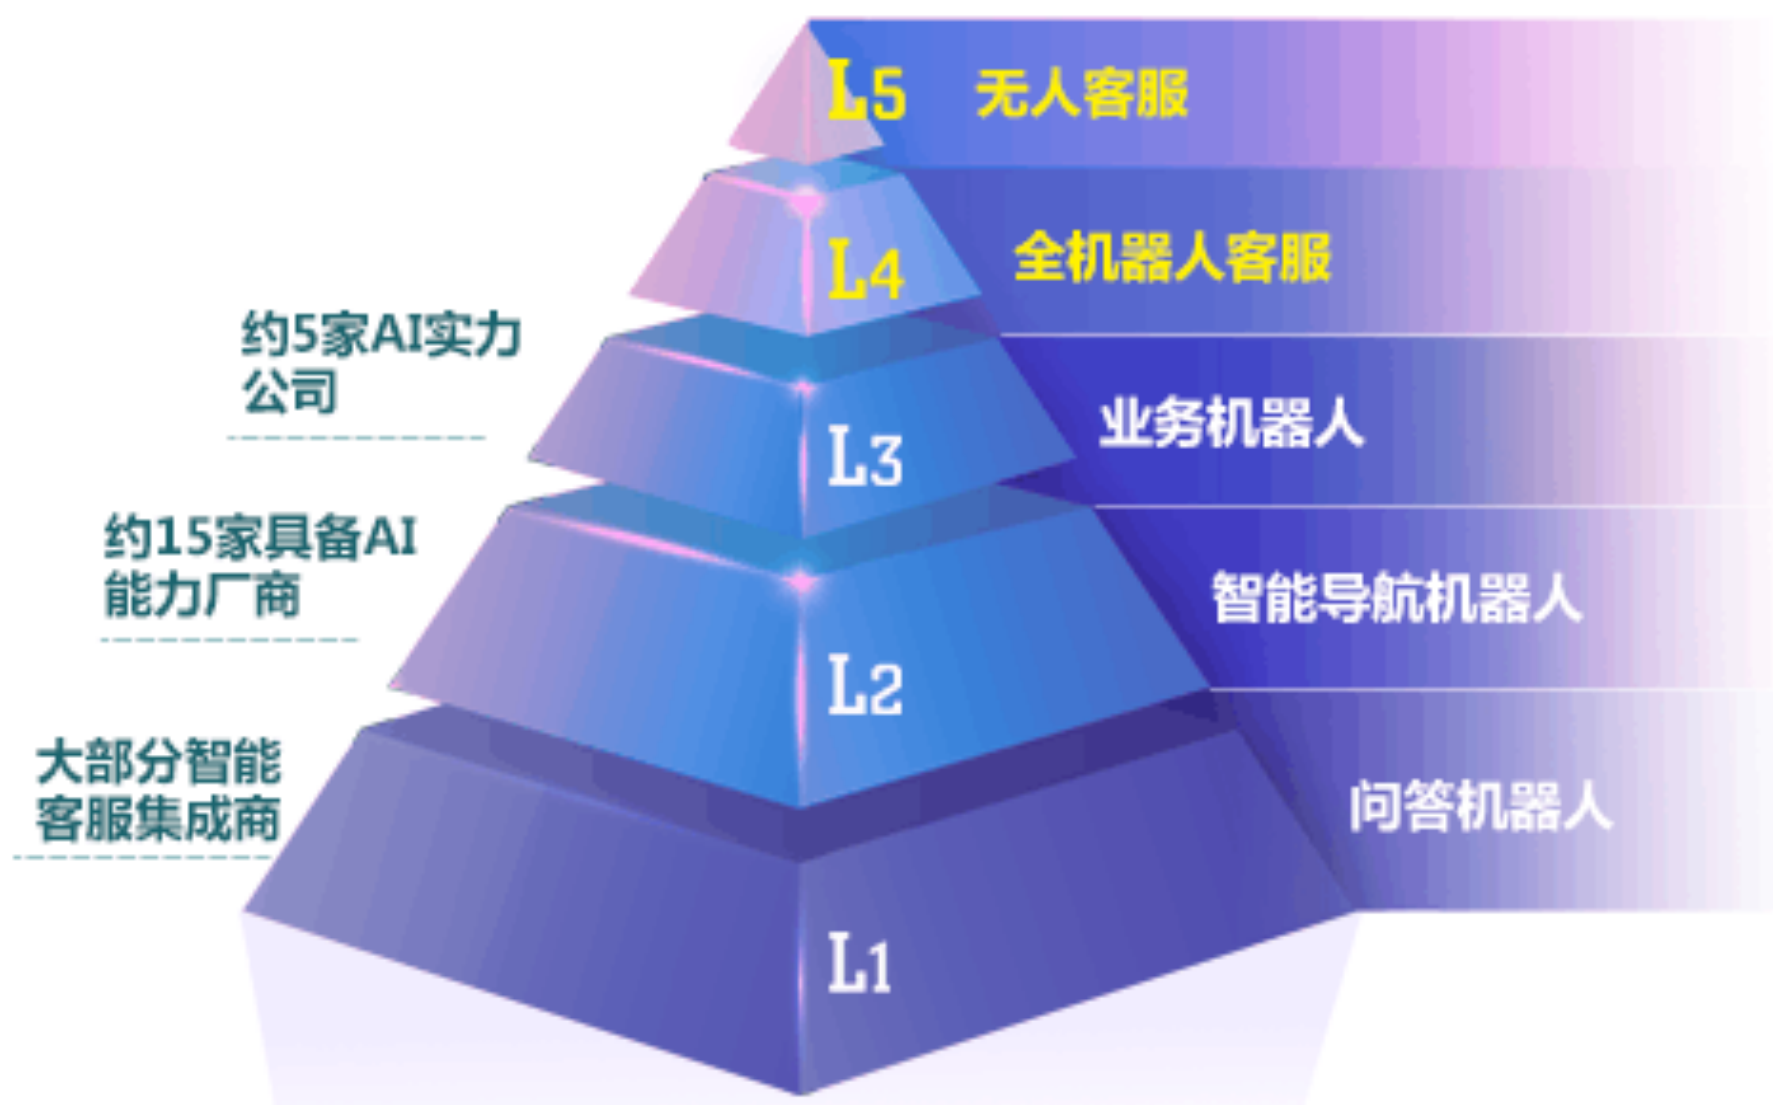 L5 无人客服
L4 全机器人客服
约5家AI实力
公司
L3 业务机器人
约15家具备AI
能力厂商
L2 智能导航机器人
大部分智能
客服集成商
L1 问答机器人